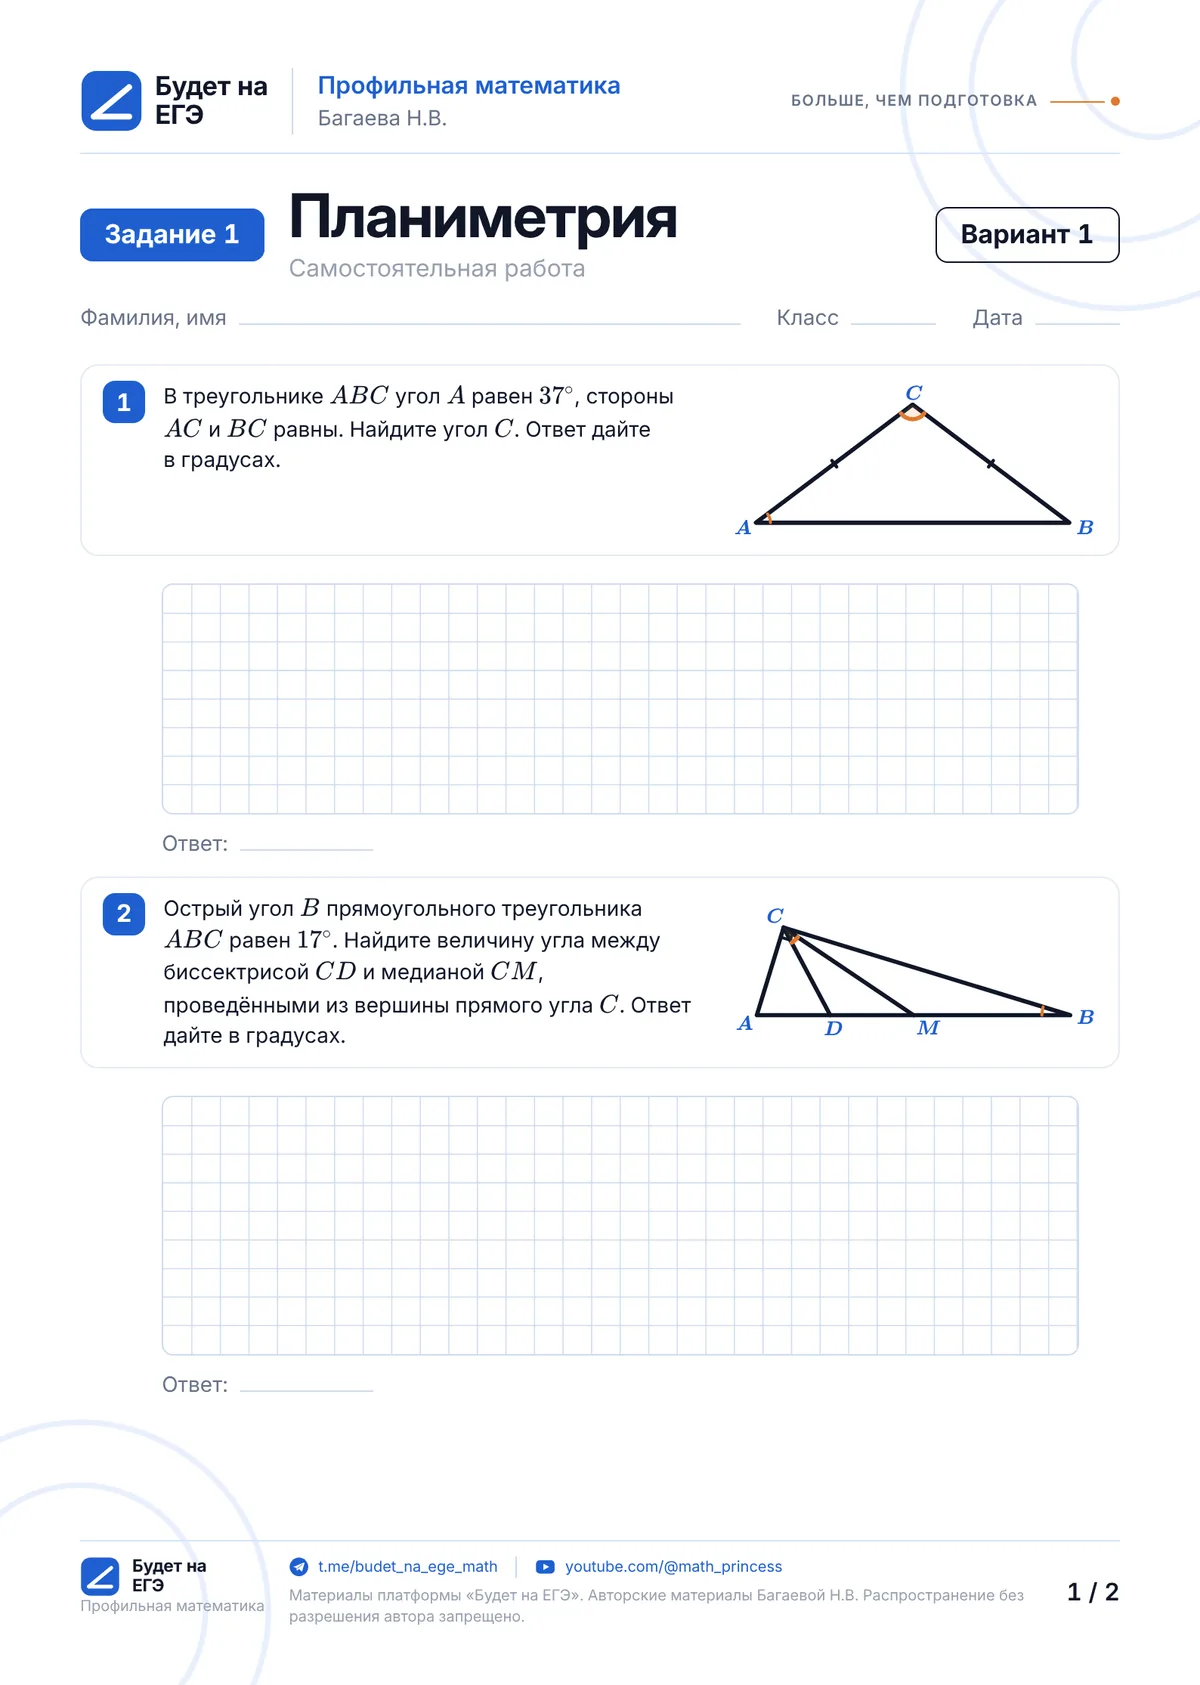 Будет на
ЕГЭ
Профильная математика
Багаева Н.В.
БОЛЬШЕ, ЧЕМ ПОДГОТОВКА
Задание 1
Планиметрия
Самостоятельная работа
Вариант 1
Фамилия, имя
Класс
Дата
1
В треугольнике ABC угол A равен 37°, стороны
AC и BC равны. Найдите угол C. Ответ дайте
в градусах.
C
A
B
Ответ:
2
Острый угол B прямоугольного треугольника
ABC равен 17°. Найдите величину угла между
биссектрисой CD и медианой CM,
проведёнными из вершины прямого угла C. Ответ
дайте в градусах.
C
A
D
M
B
Ответ:
Будет на
ЕГЭ
Профильная математика
t.me/budet_na_ege_math
youtube.com/@math_princess
Материалы платформы «Будет на ЕГЭ». Авторские материалы Багаевой Н.В. Распространение без
разрешения автора запрещено.
1 / 2